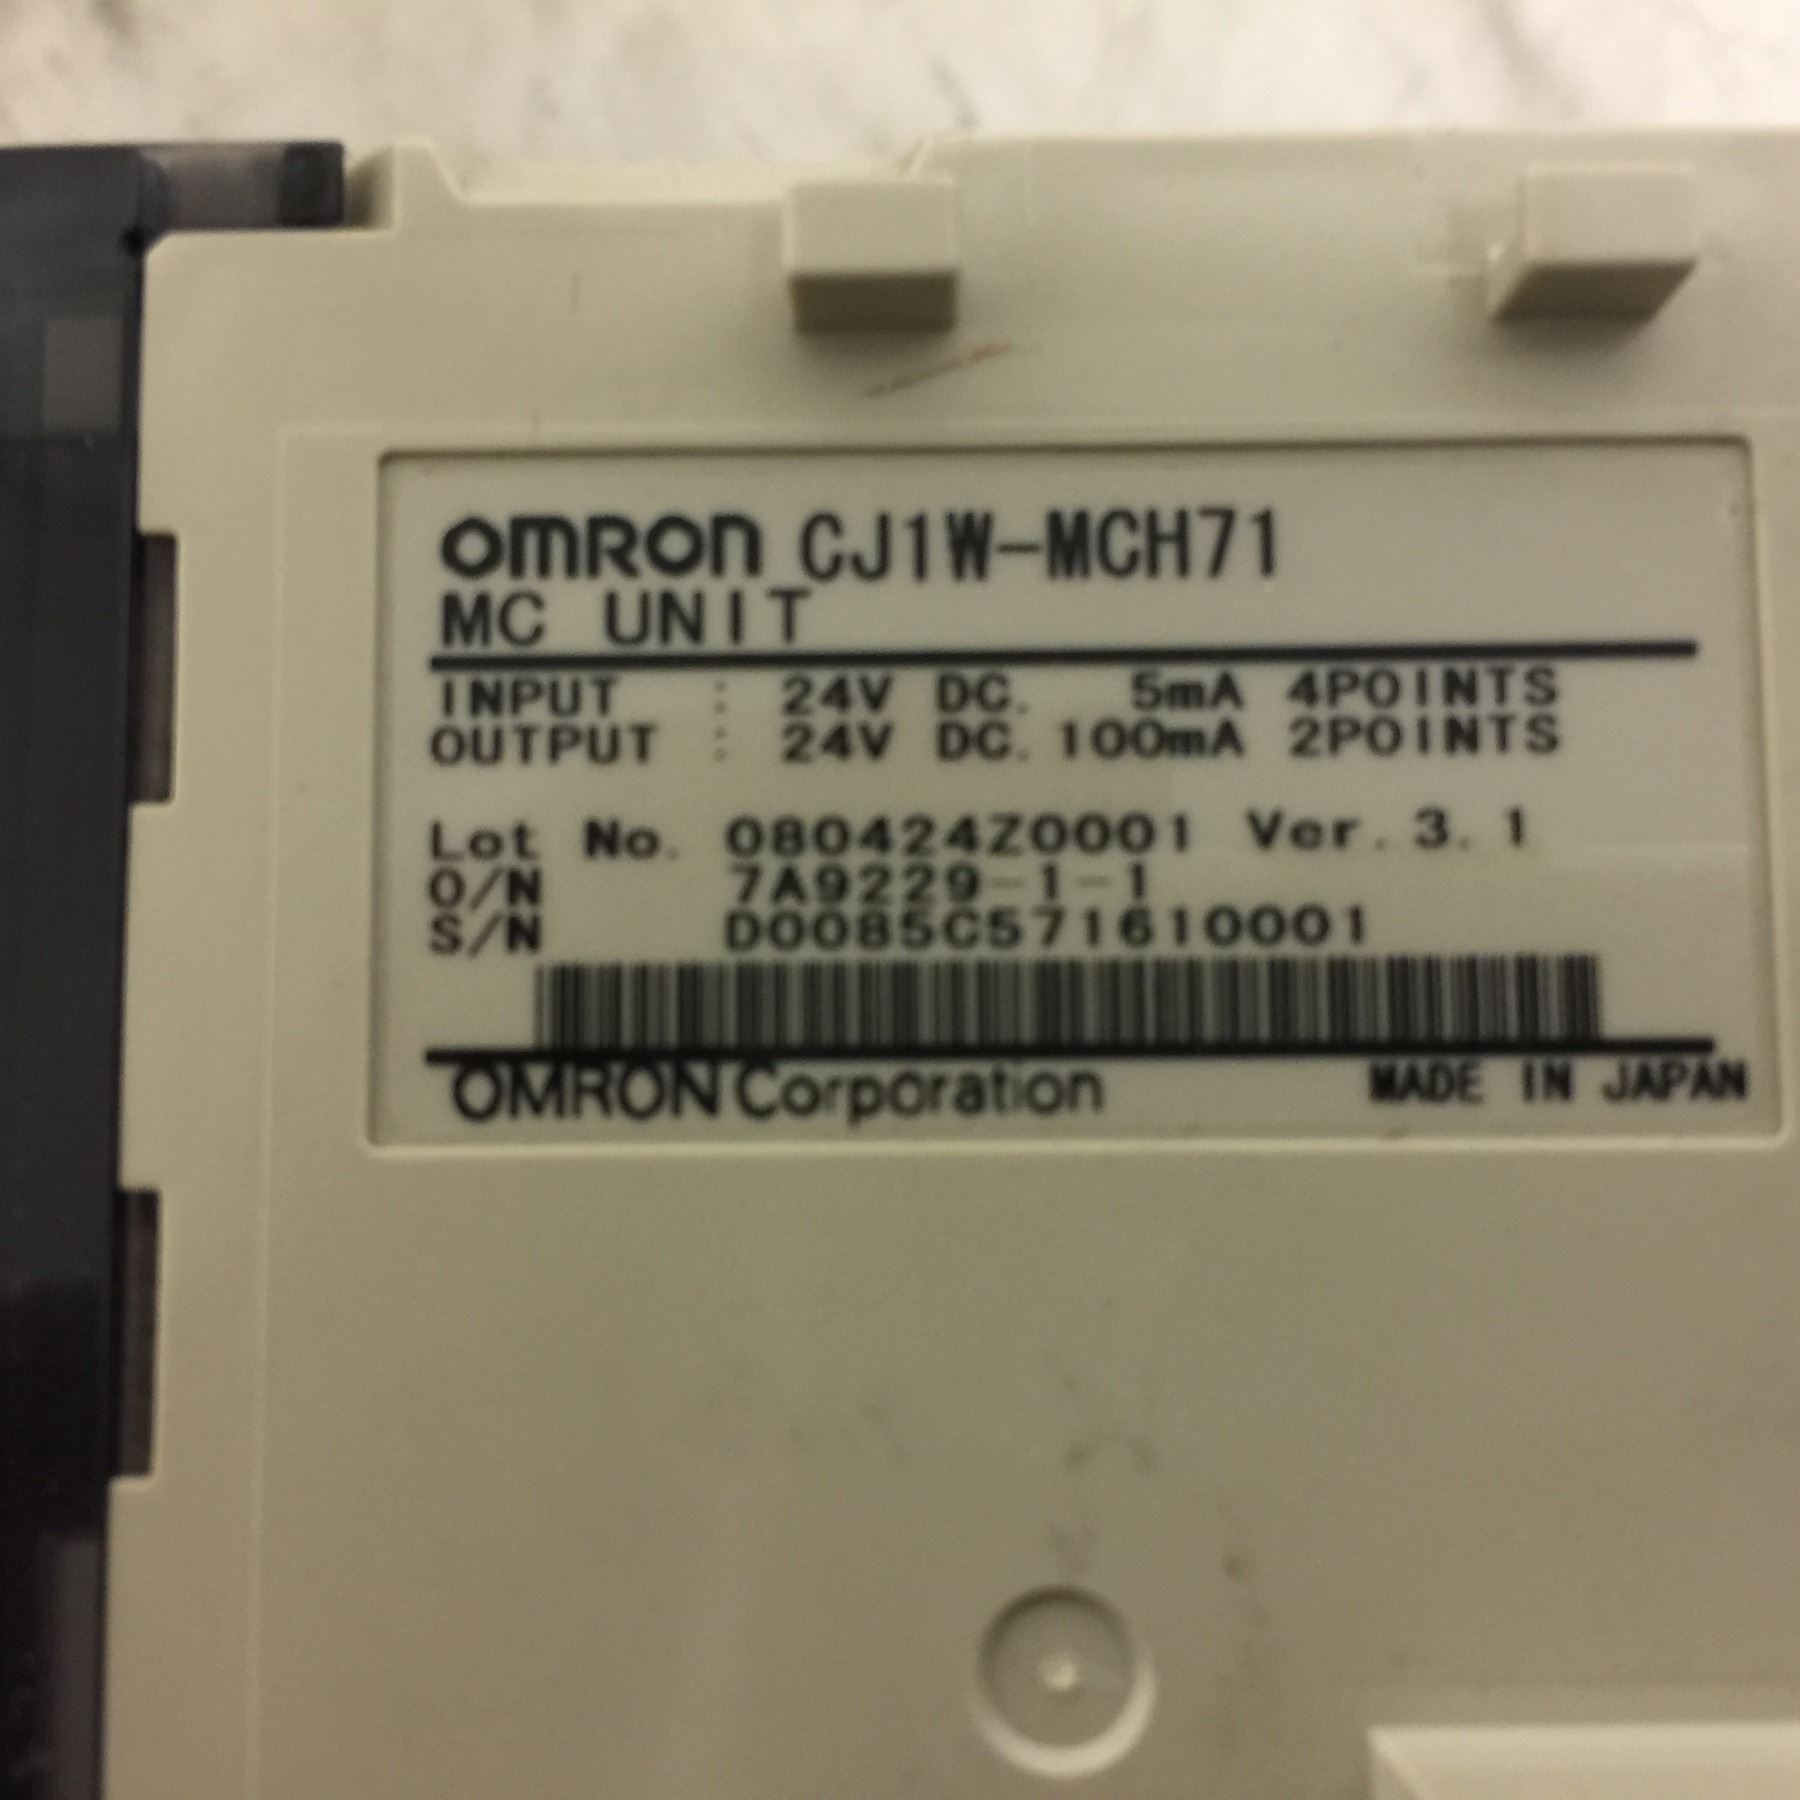 OMRON CJ1W-MCH71
MC UNIT
INPUT : 24V DC. 5mA 4POINTS
OUTPUT : 24V DC. 100mA 2POINTS
Lot No. 080424Z0001 Ver.3.1
O/N 7A9229-1-1
S/N D0085C571610001
OMRON Corporation MADE IN JAPAN